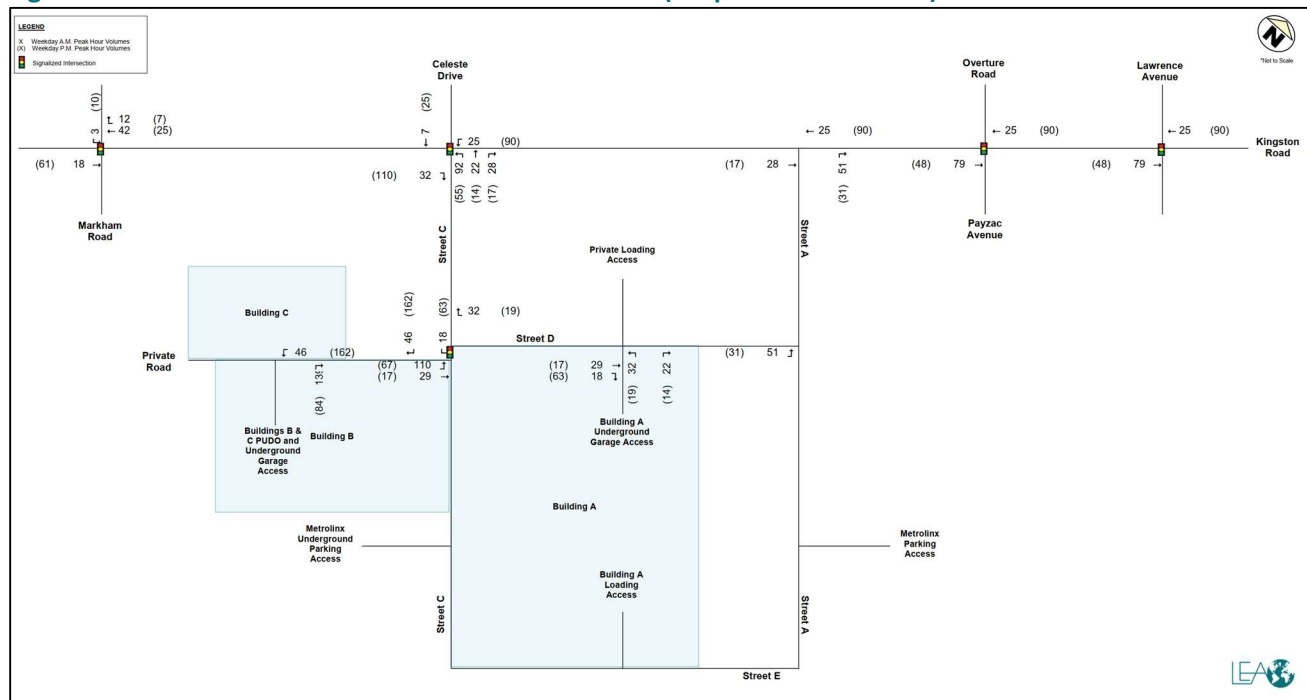 LEGEND
X Weekday A.M. Peak Hour Volumes
(X) Weekday P.M. Peak Hour Volumes
Signalized Intersection
N
*Not to Scale
Celeste
Drive
Overture
Road
Lawrence
Avenue
(10)
12 (7)
3
42 (25)
(61) 18
Markham
Road
(25)
7
25 (90)
(110) 32
92 22 28
(55) (14) (17)
25 (90)
(17) 28
51
(31)
25 (90)
(48) 79
Payzac
Avenue
25 (90)
(48) 79
Kingston
Road
Street C
Street A
Private Loading
Access
Building C
(162) (63)
46 18
32 (19)
Street D
Private
Road
46 (162)
(84)
(67) 110
(17) 29
(17) 29
(63) 18
32 22
(19) (14)
(31) 51
Buildings B &
C PUDO and
Underground
Garage
Access
Building B
Building A
Underground
Garage Access
Building A
Metrolinx
Underground
Parking
Access
Metrolinx
Parking
Access
Building A
Loading
Access
Street C
Street A
Street E
LEA